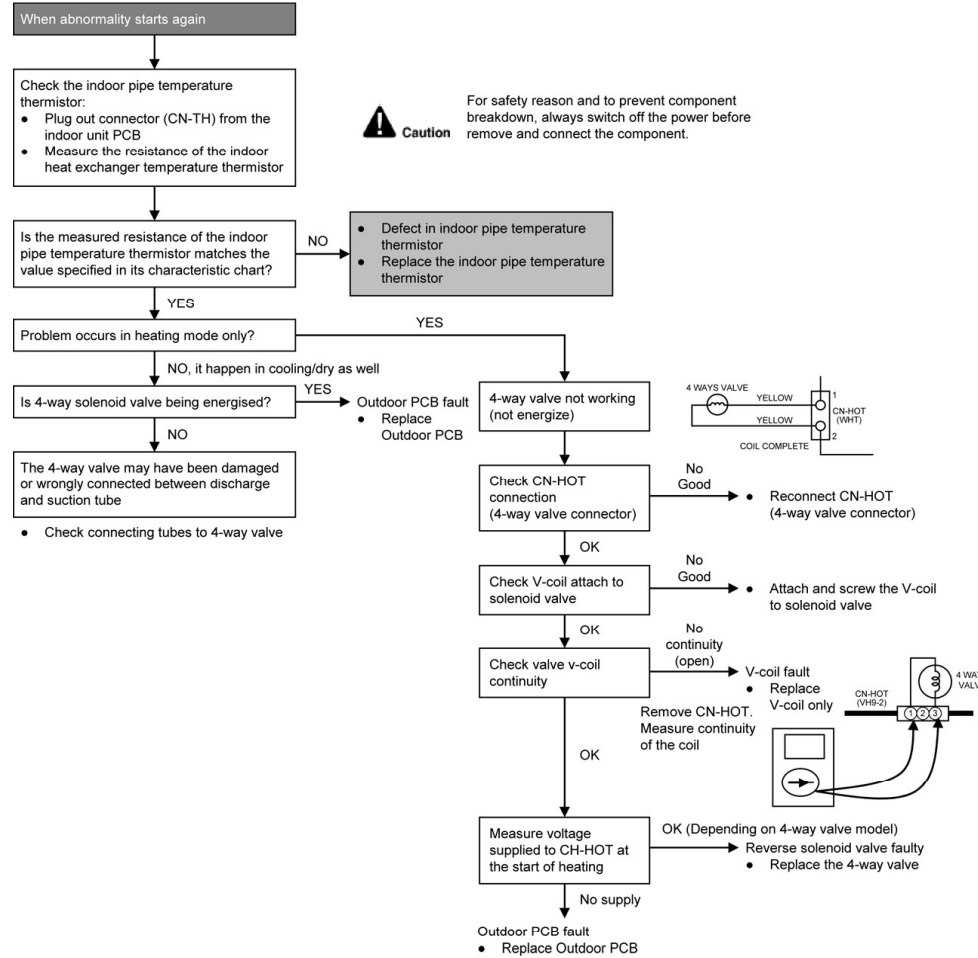 When abnormality starts again
Check the indoor pipe temperature
thermistor:
● Plug out connector (CN-TH) from the
indoor unit PCB
● Measure the resistance of the indoor
heat exchanger temperature thermistor
Caution
For safety reason and to prevent component
breakdown, always switch off the power before
remove and connect the component.
Is the measured resistance of the indoor
pipe temperature thermistor matches the
value specified in its characteristic chart?
NO
● Defect in indoor pipe temperature
thermistor
● Replace the indoor pipe temperature
thermistor
YES
Problem occurs in heating mode only?
YES
NO, it happen in cooling/dry as well
Is 4-way solenoid valve being energised?
YES
Outdoor PCB fault
● Replace
Outdoor PCB
NO
The 4-way valve may have been damaged
or wrongly connected between discharge
and suction tube
● Check connecting tubes to 4-way valve
4-way valve not working
(not energize)
4 WAYS VALVE
YELLOW
YELLOW
1
CN-HOT
(WHT)
2
COIL COMPLETE
Check CN-HOT
connection
(4-way valve connector)
No
Good
● Reconnect CN-HOT
(4-way valve connector)
OK
Check V-coil attach to
solenoid valve
No
Good
● Attach and screw the V-coil
to solenoid valve
OK
Check valve v-coil
continuity
No
continuity
(open)
V-coil fault
● Replace
V-coil only
Remove CN-HOT.
Measure continuity
of the coil
CN-HOT
(VH9-2)
4 WAY
VALV
1 2 3
OK
Measure voltage
supplied to CH-HOT at
the start of heating
OK (Depending on 4-way valve model)
Reverse solenoid valve faulty
● Replace the 4-way valve
No supply
Outdoor PCB fault
● Replace Outdoor PCB